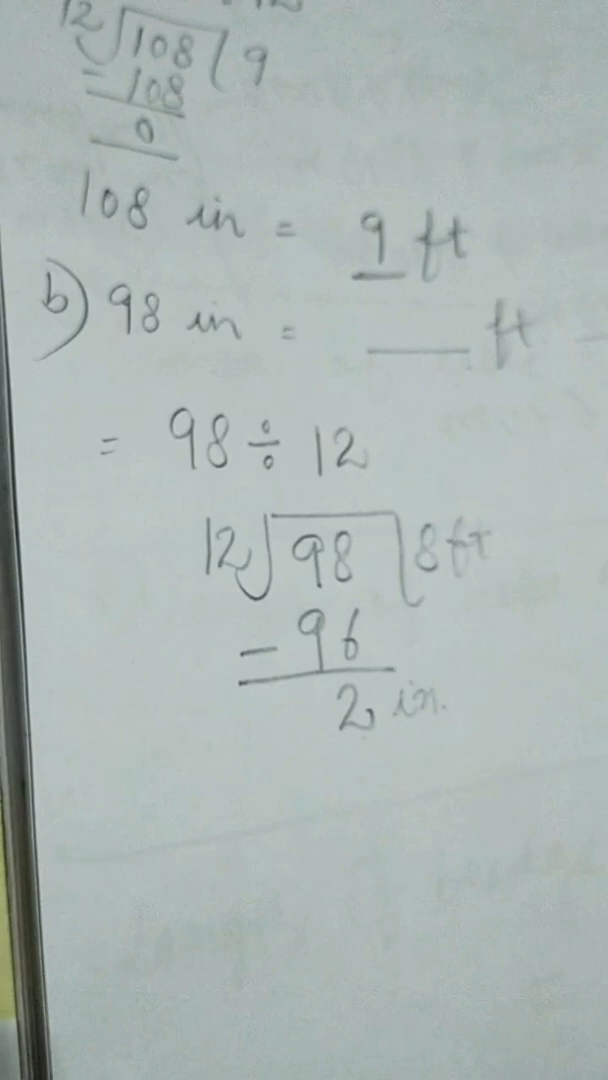 12
12√108(9
- 108
0
108 in = 9 ft
b) 98 in = ___ ft
= 98 ÷ 12
12√98(8 ft
- 96
2 in.